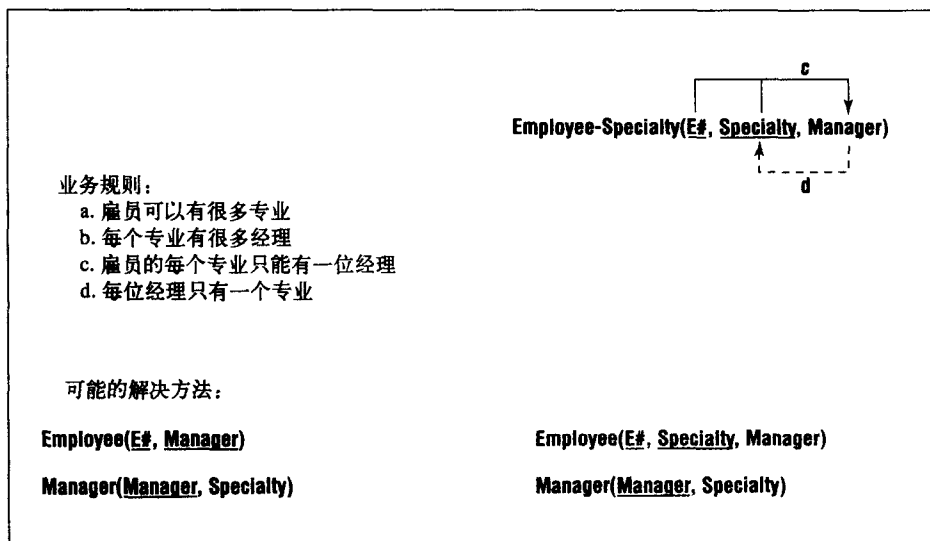 c
Employee-Specialty(E#, Specialty, Manager)
d
业务规则：
a. 雇员可以有很多专业
b. 每个专业有很多经理
c. 雇员的每个专业只能有一位经理
d. 每位经理只有一个专业
可能的解决方法：
Employee(E#, Manager)
Manager(Manager, Specialty)
Employee(E#, Specialty, Manager)
Manager(Manager, Specialty)